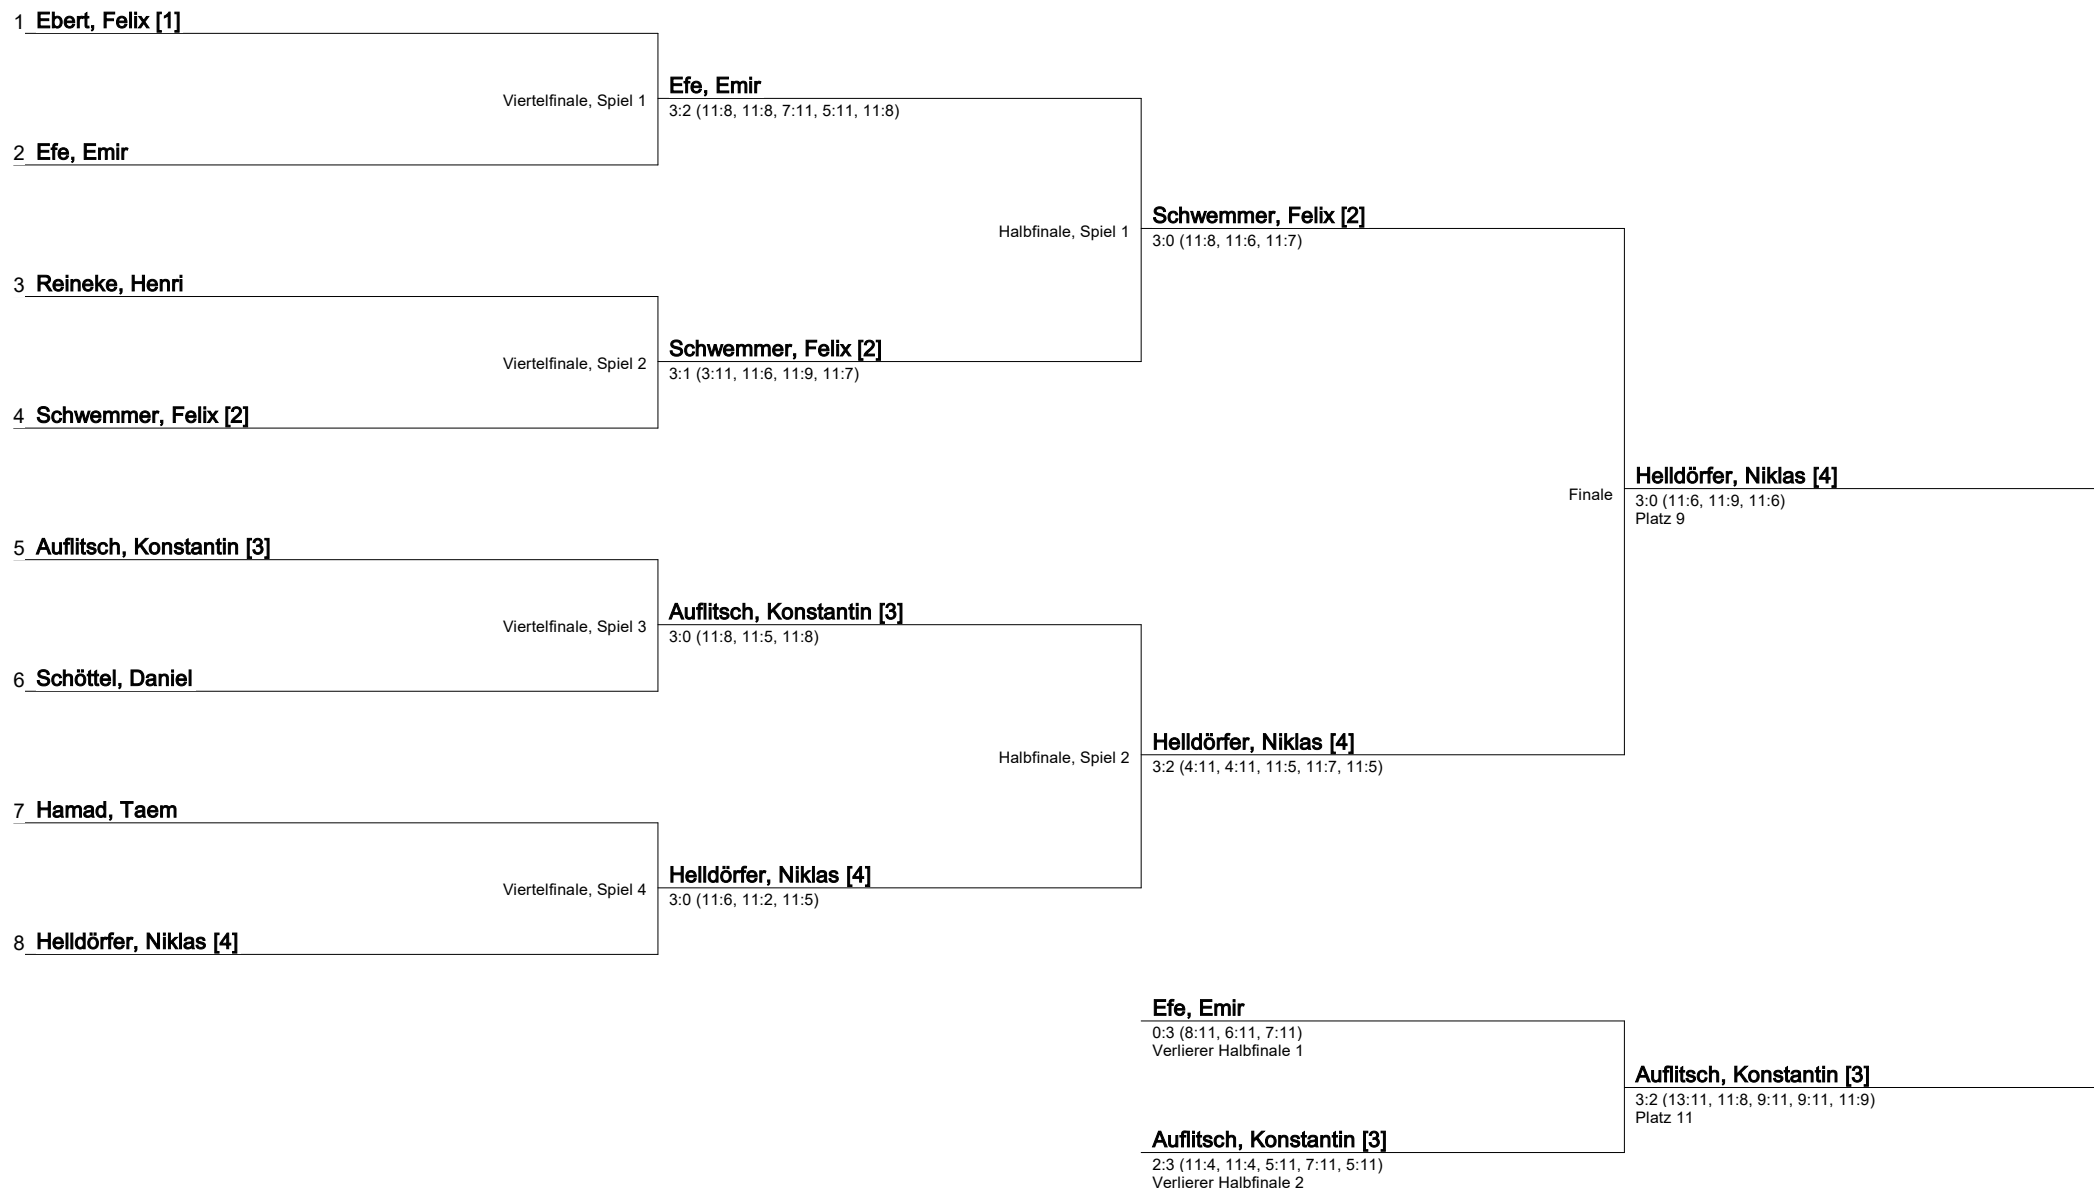 1 Ebert, Felix [1]
Viertelfinale, Spiel 1
Efe, Emir
3:2 (11:8, 11:8, 7:11, 5:11, 11:8)
2 Efe, Emir
Halbfinale, Spiel 1
Schwemmer, Felix [2]
3:0 (11:8, 11:6, 11:7)
3 Reineke, Henri
Viertelfinale, Spiel 2
Schwemmer, Felix [2]
3:1 (3:11, 11:6, 11:9, 11:7)
4 Schwemmer, Felix [2]
Finale
Helldörfer, Niklas [4]
3:0 (11:6, 11:9, 11:6)
Platz 9
5 Auflitsch, Konstantin [3]
Viertelfinale, Spiel 3
Auflitsch, Konstantin [3]
3:0 (11:8, 11:5, 11:8)
6 Schöttel, Daniel
Halbfinale, Spiel 2
Helldörfer, Niklas [4]
3:2 (4:11, 4:11, 11:5, 11:7, 11:5)
7 Hamad, Taem
Viertelfinale, Spiel 4
Helldörfer, Niklas [4]
3:0 (11:6, 11:2, 11:5)
8 Helldörfer, Niklas [4]
Efe, Emir
0:3 (8:11, 6:11, 7:11)
Verlierer Halbfinale 1
Auflitsch, Konstantin [3]
3:2 (13:11, 11:8, 9:11, 9:11, 11:9)
Platz 11
Auflitsch, Konstantin [3]
2:3 (11:4, 11:4, 5:11, 7:11, 5:11)
Verlierer Halbfinale 2